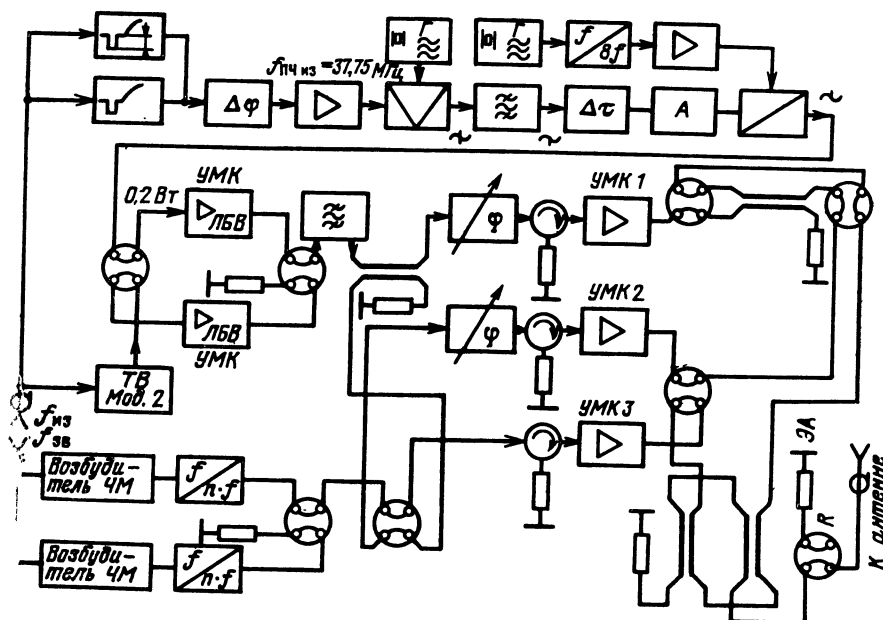 Г
Г
f
8f
fПЧ из = 37,75 МГц
Δφ
Δτ
A
УМК
0,2 Вт
ЛБВ
ЛБВ
УМК
φ
УМК 1
φ
УМК 2
УМК 3
ТВ
Мод. 2
fиз
fзв
Возбуди-
тель ЧМ
f
n·f
Возбуди-
тель ЧМ
f
n·f
ЭА
R
К антенне